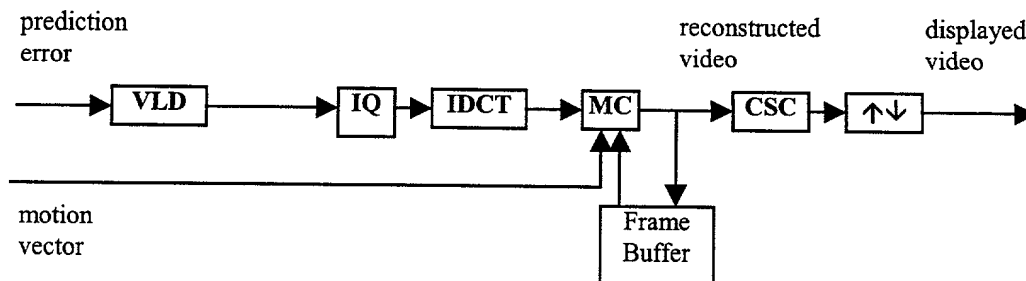 prediction
error
reconstructed
video
displayed
video
VLD
IQ
IDCT
MC
CSC
↑↓
motion
vector
Frame
Buffer